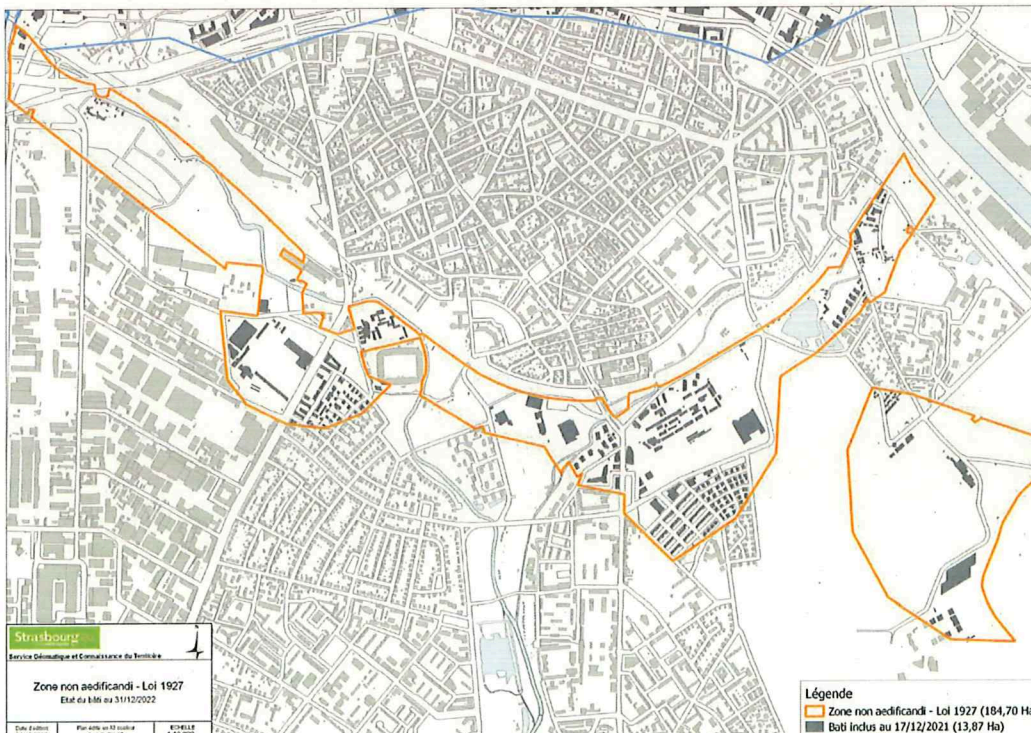 Strasbourg
Service Géomatique et Connaissance du Territoire
Zone non aedificandi - Loi 1927
Etat du bâti au 31/12/2022
ECHELLE
Légende
Zone non aedificandi - Loi 1927 (184,70 Ha
Bati inclus au 17/12/2021 (13,87 Ha)